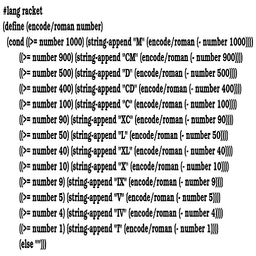 #lang racket
(define (encode/roman number)
(cond ((>= number 1000) (string-append "M" (encode/roman (- number 1000))))
((>= number 900) (string-append "CM" (encode/roman (- number 900))))
((>= number 500) (string-append "D" (encode/roman (- number 500))))
((>= number 400) (string-append "CD" (encode/roman (- number 400))))
((>= number 100) (string-append "C" (encode/roman (- number 100))))
((>= number 90) (string-append "XC" (encode/roman (- number 90))))
((>= number 50) (string-append "L" (encode/roman (- number 50))))
((>= number 40) (string-append "XL" (encode/roman (- number 40))))
((>= number 10) (string-append "X" (encode/roman (- number 10))))
((>= number 9) (string-append "IX" (encode/roman (- number 9))))
((>= number 5) (string-append "V" (encode/roman (- number 5))))
((>= number 4) (string-append "IV" (encode/roman (- number 4))))
((>= number 1) (string-append "I" (encode/roman (- number 1))))
(else "")))